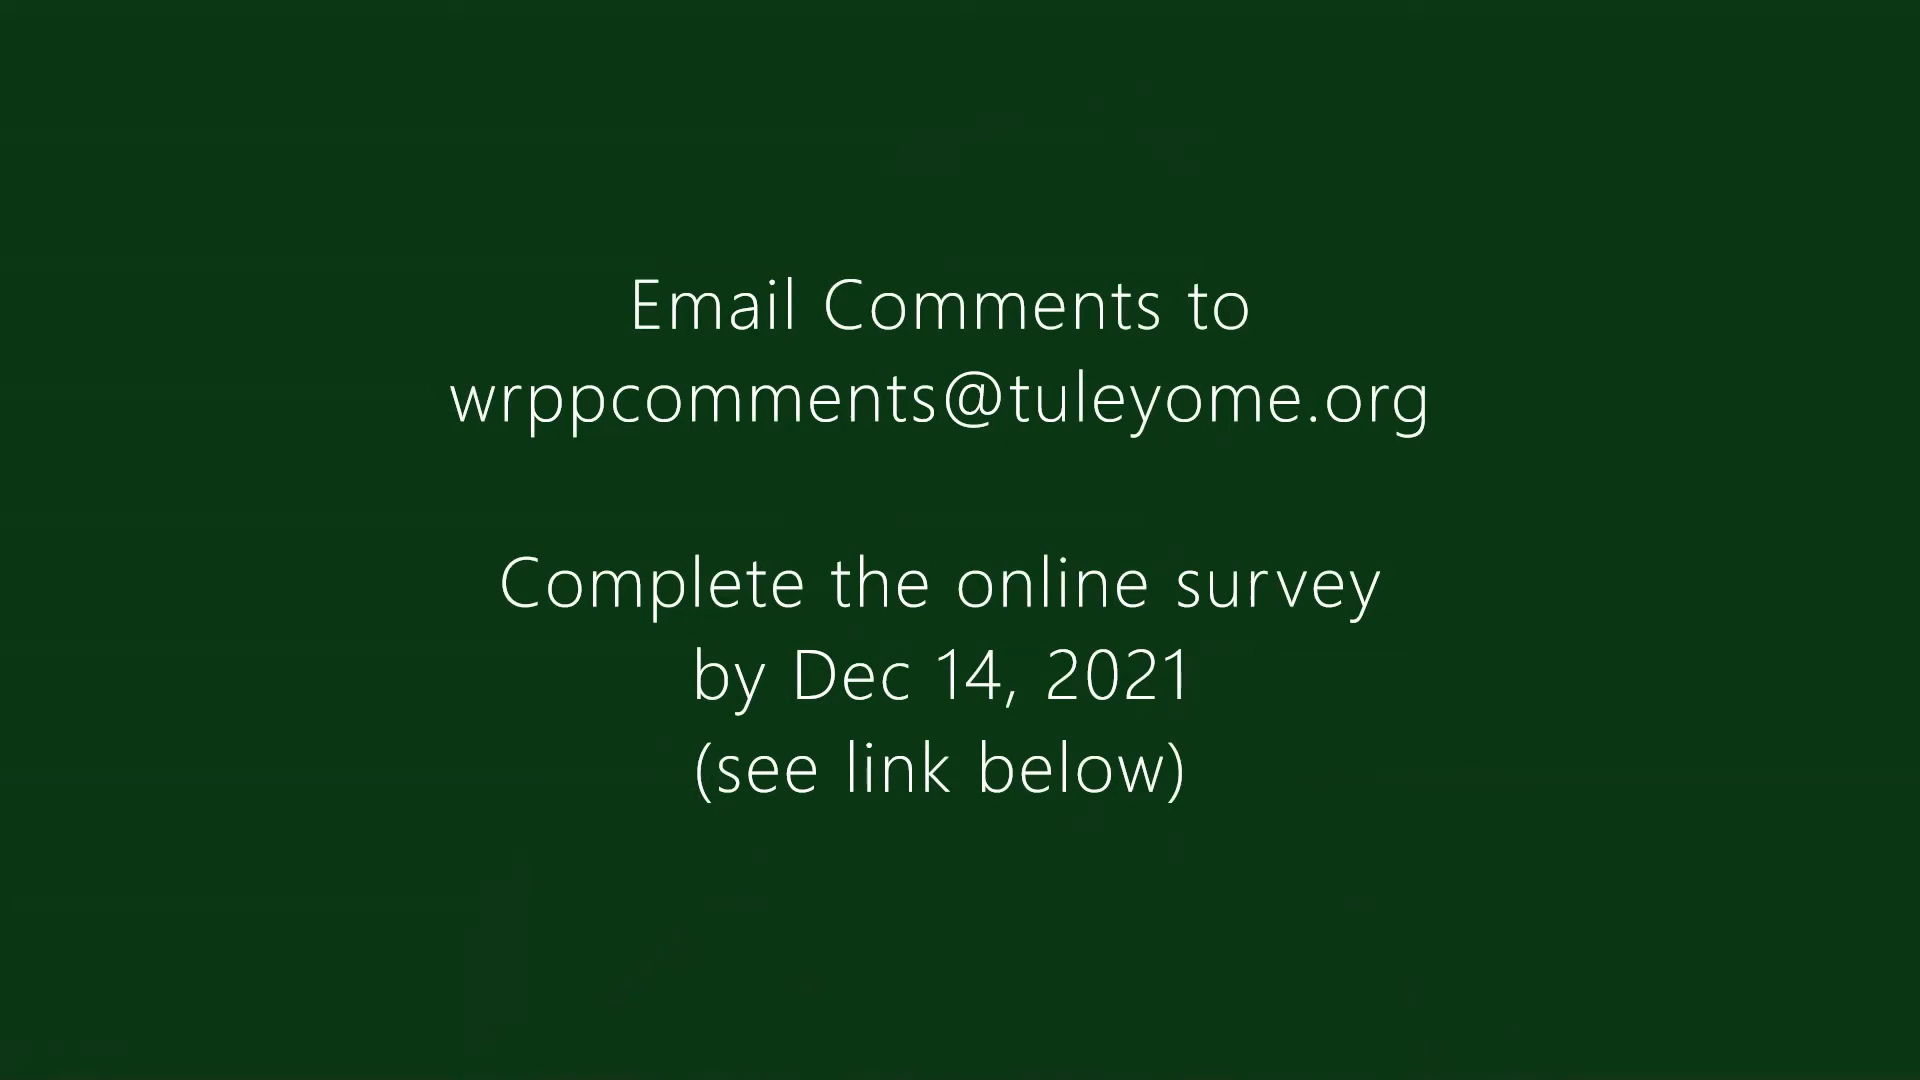 Email Comments to
wrppcomments@tuleyome.org
Complete the online survey
by Dec 14, 2021
(see link below)